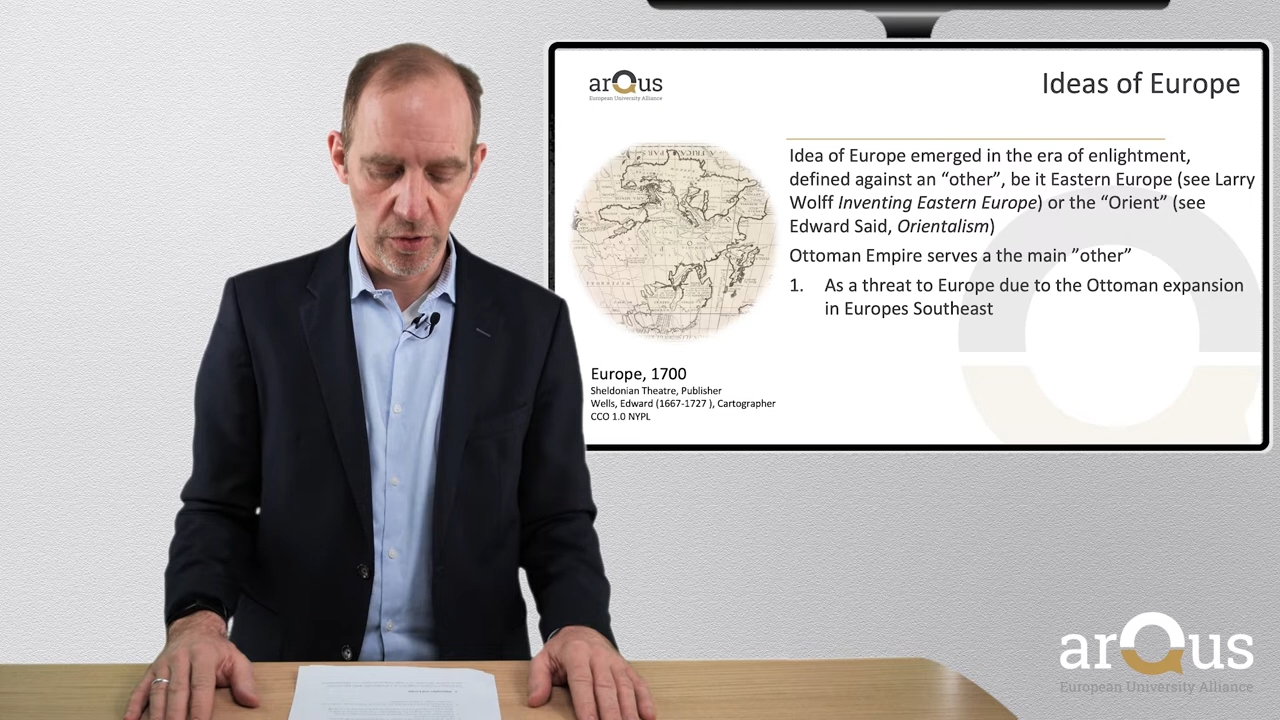 arQus
European University Alliance
Ideas of Europe
Idea of Europe emerged in the era of enlightment,
defined against an “other”, be it Eastern Europe (see Larry
Wolff Inventing Eastern Europe) or the “Orient” (see
Edward Said, Orientalism)
Ottoman Empire serves a the main ”other”
1. As a threat to Europe due to the Ottoman expansion
in Europes Southeast
Europe, 1700
Sheldonian Theatre, Publisher
Wells, Edward (1667-1727 ), Cartographer
CCO 1.0 NYPL
arQus
European University Alliance